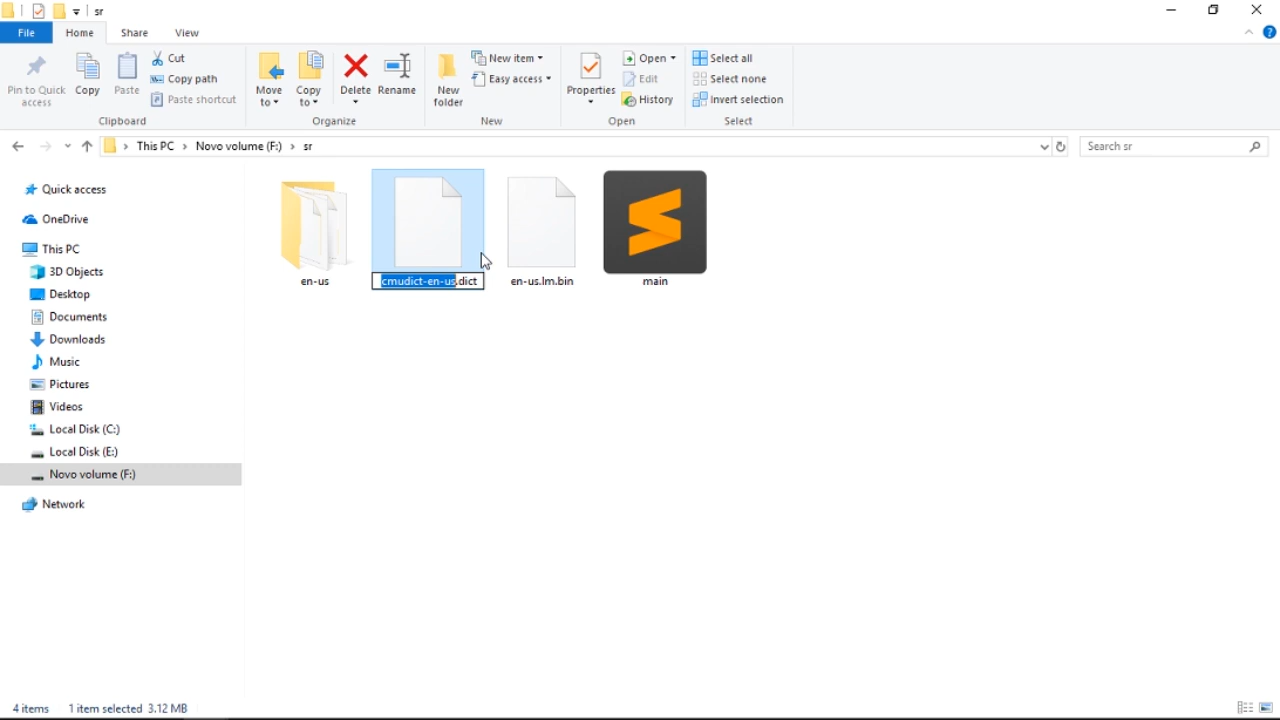 sr
File Home Share View
Pin to Quick access
Copy
Paste
Cut
Copy path
Paste shortcut
Clipboard
Move to
Copy to
Delete
Rename
Organize
New folder
New item
Easy access
New
Properties
Open
Edit
History
Open
Select all
Select none
Invert selection
Select
This PC › Novo volume (F:) › sr
Search sr
Quick access
OneDrive
This PC
3D Objects
Desktop
Documents
Downloads
Music
Pictures
Videos
Local Disk (C:)
Local Disk (E:)
Novo volume (F:)
Network
en-us
cmudict-en-us.dict
en-us.lm.bin
main
4 items 1 item selected 3.12 MB